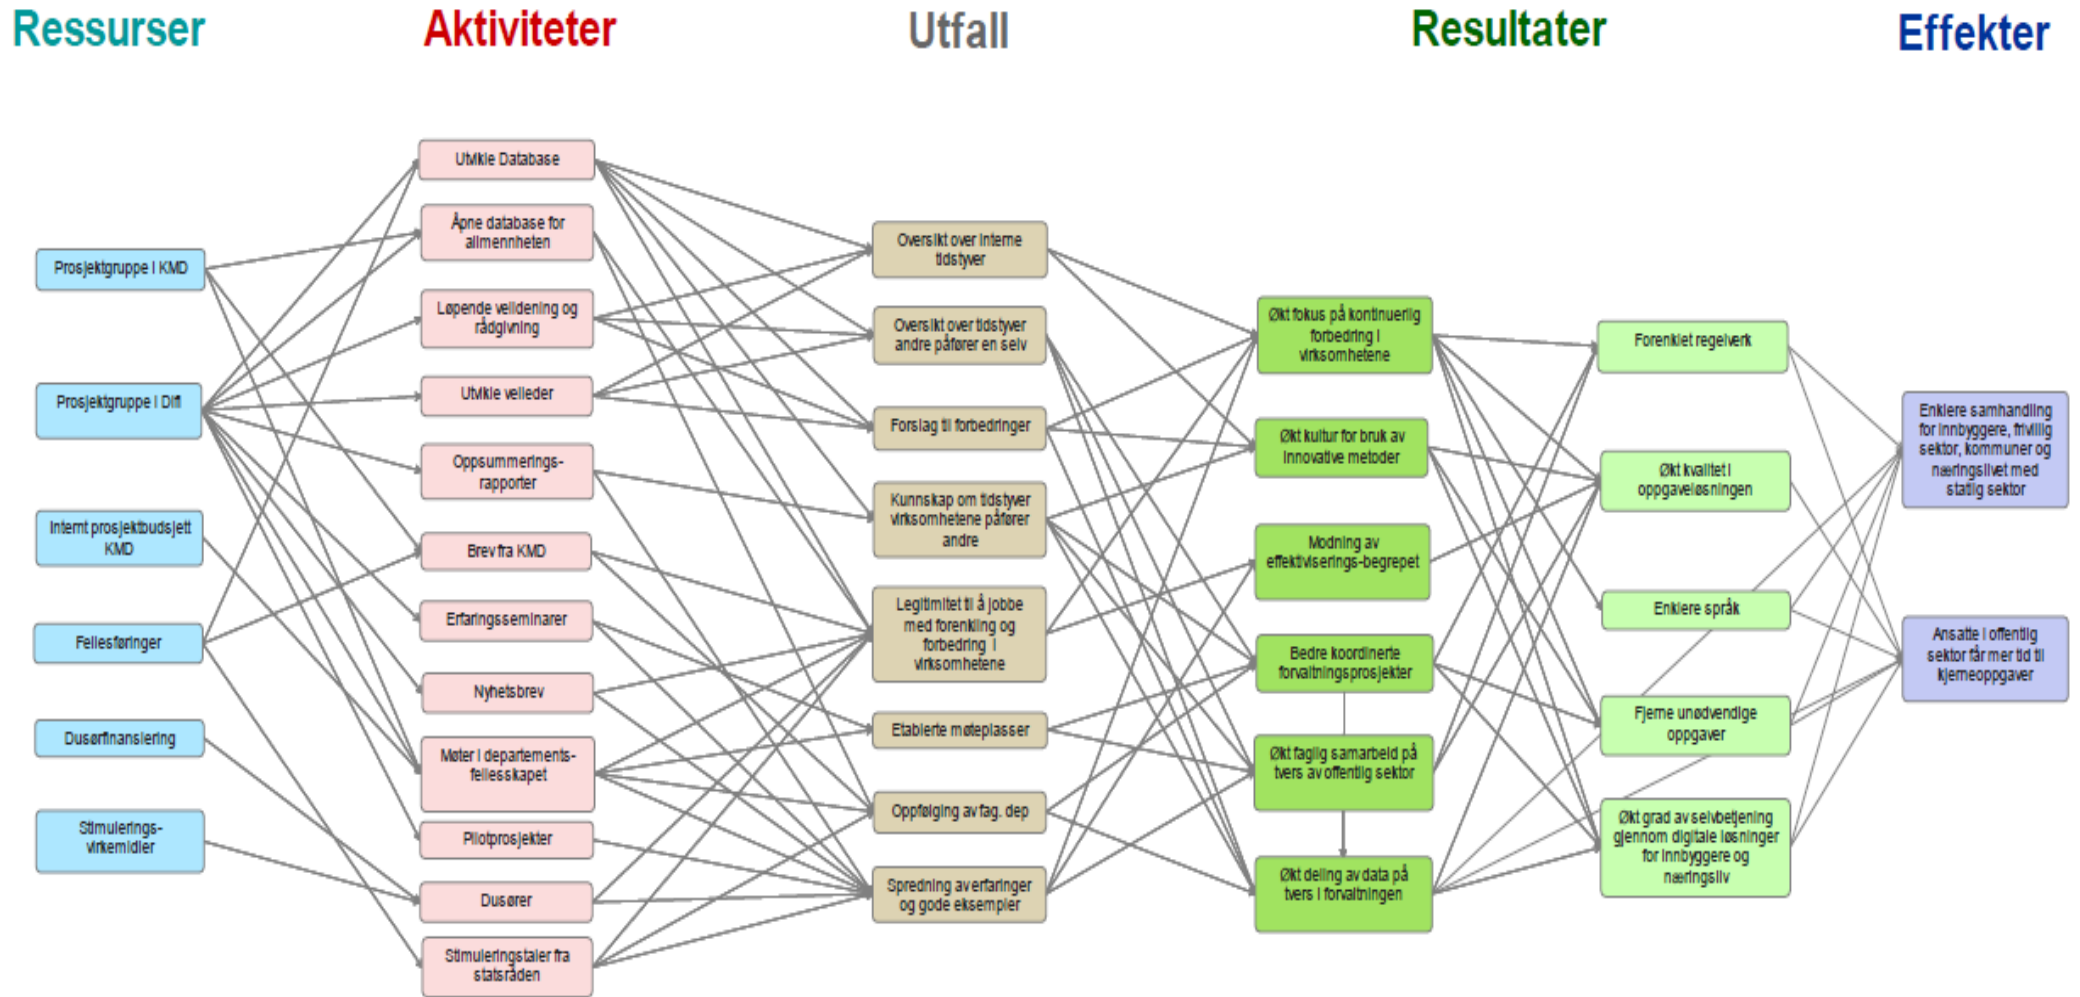 Ressurser
Aktiviteter
Utfall
Resultater
Effekter
Prosjektgruppe i KMD
Prosjektgruppe i Difi
Internt prosjektbudsjett
KMD
Fellesføringer
Dusørfinansiering
Stimulerings-
virkemidler
Utvikle Database
Åpne database for
allmennheten
Løpende veiidening og
rådgivning
Utvikle veileder
Oppsummerings-
rapporter
Brev fra KMD
Erfaringsseminarer
Nyhetsbrev
Møter i departements-
fellesskapet
Pilotprosjekter
Dusører
Stimuleringstaler fra
statsråden
Oversikt over interne
tidstyver
Oversikt over tidstyver
andre påfører en selv
Forslag til forbedringer
Kunnskap om tidstyver
virksomhetene påfører
andre
Legitimitet til å jobbe
med forenkling og
forbedring i
virksomhetene
Etablerte møteplasser
Oppfølging av fag. dep
Spredning av erfaringer
og gode eksempler
Økt fokus på kontinuerlig
forbedring i
virksomhetene
Økt kultur for bruk av
innovative metoder
Modning av
effektiviserings-begrepet
Bedre koordinerte
forvaltningsprosjekter
Økt faglig samarbeid på
tvers av offentlig sektor
Økt deling av data på
tvers i forvaltningen
Forenklet regelverk
Økt kvalitet i
oppgaveløsningen
Enklere språk
Fjerne unødvendige
oppgaver
Økt grad av selvbetjening
gjennom digitale løsninger
for innbyggere og
næringsliv
Enklere samhandling
for innbyggere, frivillig
sektor, kommuner og
næringslivet med
statlig sektor
Ansatte i offentlig
sektor får mer tid til
kjerneoppgaver